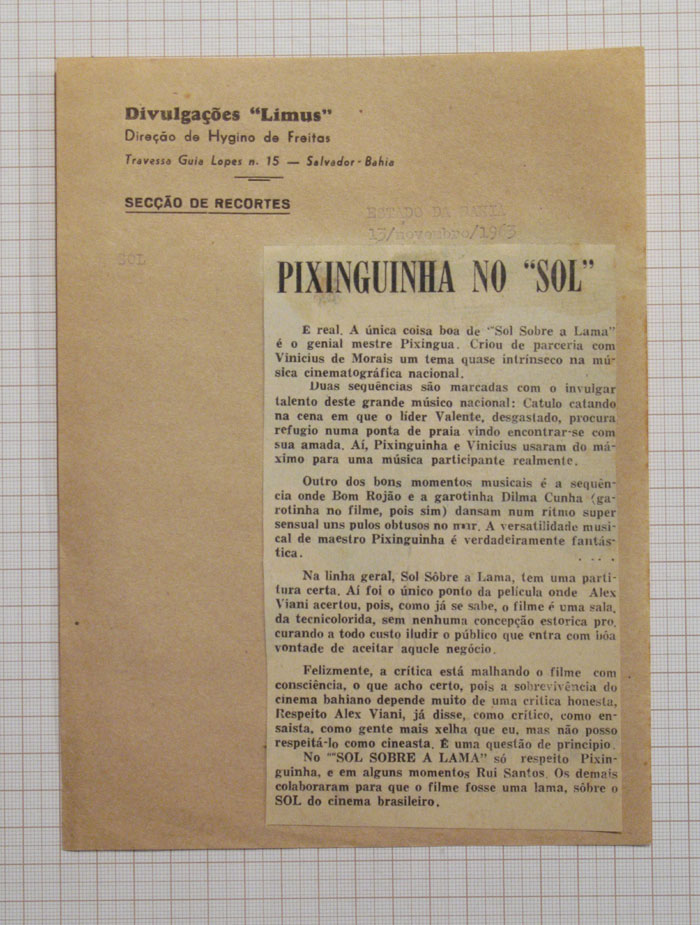 Divulgações "Limus"
Direção de Hygino de Freitas
Travessa Guia Lopes n. 15 — Salvador - Bahia
SECÇÃO DE RECORTES
ESTADO DA BAHIA
13/novembro/1963
SOL
PIXINGUINHA NO "SOL"
E real. A única coisa boa de "Sol Sobre a Lama"
é o genial mestre Pixingua. Criou de parceria com
Vinicius de Morais um tema quase intrínseco na mú-
sica cinematográfica nacional.
Duas sequências são marcadas com o invulgar
talento deste grande músico nacional: Catulo catando
na cena em que o líder Valente, desgastado, procura
refugio numa ponta de praia vindo encontrar-se com
sua amada. Aí, Pixinguinha e Vinicius usaram do má-
ximo para uma música participante realmente.
Outro dos bons momentos musicais é a sequên-
cia onde Bom Rojão e a garotinha Dilma Cunha (ga-
rotinha no filme, pois sim) dansam num ritmo super
sensual uns pulos obtusos no mar. A versatilidade musi-
cal de maestro Pixinguinha é verdadeiramente fantás-
tica. . . . .
Na linha geral, Sol Sôbre a Lama, tem uma parti-
tura certa. Aí foi o único ponto da película onde Alex
Viani acertou, pois, como já se sabe, o filme é uma sala.
da tecnicolorida, sem nenhuma concepção estorica pro.
curando a todo custo iludir o público que entra com bôa
vontade de aceitar aquele negócio.
Felizmente, a crítica está malhando o filme com
consciência, o que acho certo, pois a sobrevivência do
cinema bahiano depende muito de uma critica honesta,
Respeito Alex Viani, já disse, como crítico, como en-
saista, como gente mais xelha que eu, mas não posso
respeitá-lo como cineasta. É uma questão de principio.
No ""SOL SOBRE A LAMA" só respeito Pixin-
guinha, e em alguns momentos Rui Santos. Os demais
colaboraram para que o filme fosse uma lama, sôbre o
SOL do cinema brasileiro.